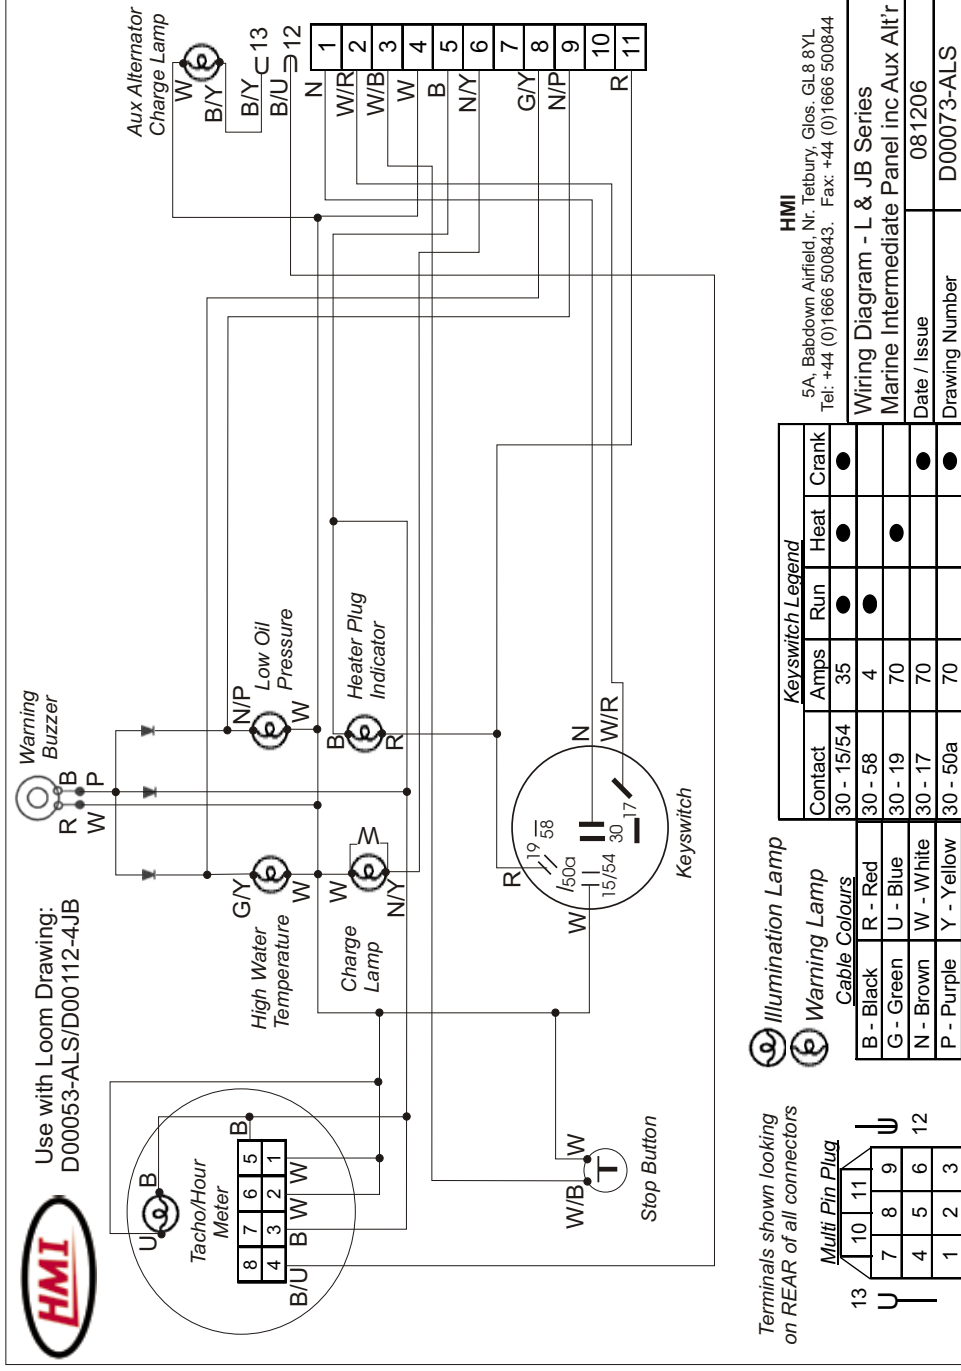 HMI
Use with Loom Drawing:
D00053-ALS/D00112-4JB
Warning
Buzzer
R B
W P
Aux Alternator
Charge Lamp
W
B/Y
B/Y 13
B/U 12
1 N
2 W/R
3 W/B
4 W
5 B
6 N/Y
7
8 G/Y
9 N/P
10
11 R
U B
Tacho/Hour
Meter
8 7 6 5
4 3 2 1
B
B/U B W W
High Water
Temperature
G/Y
W
Charge
Lamp
W
N/Y
W
Low Oil
Pressure
N/P
W
Heater Plug
Indicator
B
R
R
W
N
W/R
19
58
50a
15/54
30
17
Keyswitch
W/B W
T
Stop Button
Terminals shown looking
on REAR of all connectors
Multi Pin Plug
13
10 11
7 8 9
4 5 6
1 2 3
12
Illumination Lamp
Warning Lamp
Cable Colours
B - Black R - Red
G - Green U - Blue
N - Brown W - White
P - Purple Y - Yellow
Keyswitch Legend
Contact Amps Run Heat Crank
30 - 15/54 35
30 - 58 4
30 - 19 70
30 - 17 70
30 - 50a 70
HMI
5A, Babdown Airfield, Nr. Tetbury, Glos. GL8 8YL
Tel: +44 (0)1666 500843. Fax: +44 (0)1666 500844
Wiring Diagram - L & JB Series
Marine Intermediate Panel inc Aux Alt'r
Date / Issue 081206
Drawing Number D00073-ALS